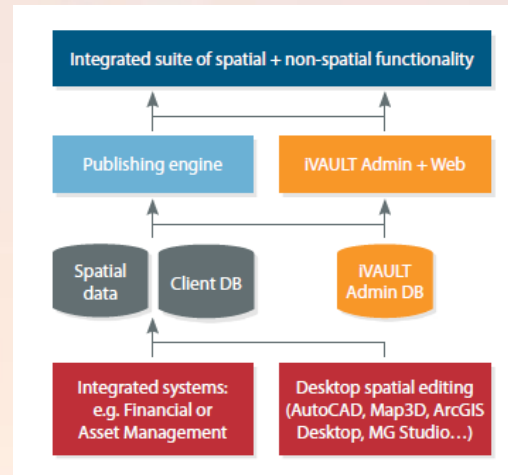 Integrated suite of spatial + non-spatial functionality
Publishing engine
iVAULT Admin + Web
Spatial
data
Client DB
iVAULT
Admin DB
Integrated systems:
e.g. Financial or
Asset Management
Desktop spatial editing
(AutoCAD, Map3D, ArcGIS
Desktop, MG Studio…)